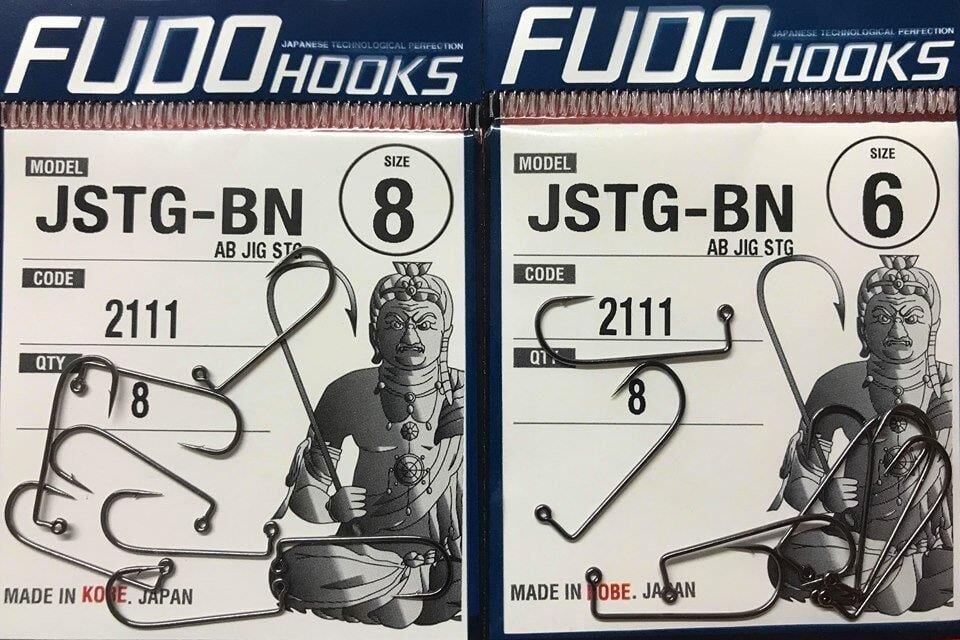 FUDO HOOKS
JAPANESE TECHNOLOGICAL PERFECTION
MODEL
JSTG-BN
AB JIG STG
SIZE
8
CODE
2111
QTY
8
MADE IN KOBE. JAPAN
FUDO HOOKS
JAPANESE TECHNOLOGICAL PERFECTION
MODEL
JSTG-BN
AB JIG STG
SIZE
6
CODE
2111
QTY
8
MADE IN KOBE. JAPAN